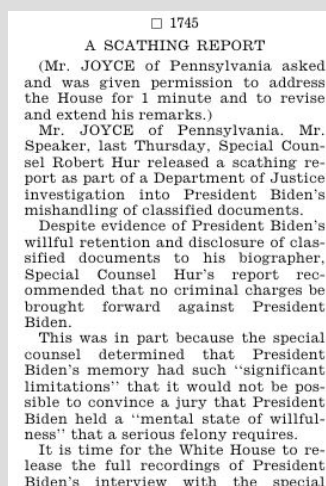 □ 1745
A SCATHING REPORT
(Mr. JOYCE of Pennsylvania asked
and was given permission to address
the House for 1 minute and to revise
and extend his remarks.)
Mr. JOYCE of Pennsylvania. Mr.
Speaker, last Thursday, Special Coun-
sel Robert Hur released a scathing re-
port as part of a Department of Justice
investigation into President Biden's
mishandling of classified documents.
Despite evidence of President Biden's
willful retention and disclosure of clas-
sified documents to his biographer,
Special Counsel Hur's report rec-
ommended that no criminal charges be
brought forward against President
Biden.
This was in part because the special
counsel determined that President
Biden's memory had such ‘‘significant
limitations’’ that it would not be pos-
sible to convince a jury that President
Biden held a ‘‘mental state of willful-
ness’’ that a serious felony requires.
It is time for the White House to re-
lease the full recordings of President
Biden's interview with the special